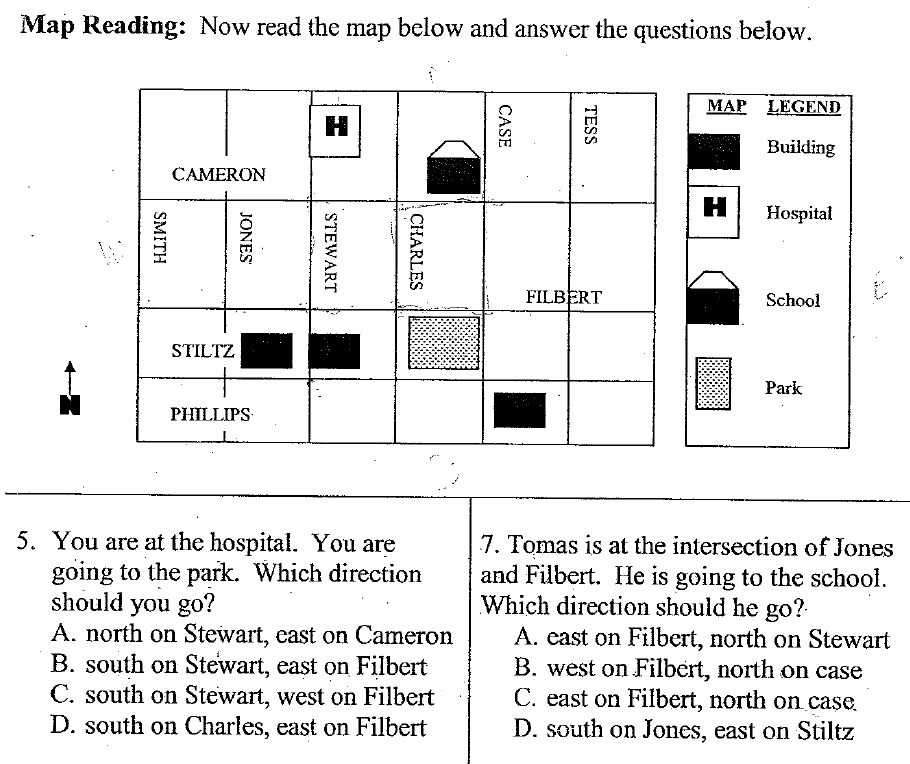 Map Reading: Now read the map below and answer the questions below.
CASE
TESS
H
CAMERON
SMITH
JONES
STEWART
CHARLES
FILBERT
STILTZ
PHILLIPS
N
W
E
MAP LEGEND
Building
H
Hospital
School
Park
5. You are at the hospital. You are
going to the park. Which direction
should you go?
A. north on Stewart, east on Cameron
B. south on Stewart, east on Filbert
C. south on Stewart, west on Filbert
D. south on Charles, east on Filbert
7. Tomas is at the intersection of Jones
and Filbert. He is going to the school.
Which direction should he go?
A. east on Filbert, north on Stewart
B. west on Filbert, north on case
C. east on Filbert, north on case
D. south on Jones, east on Stiltz